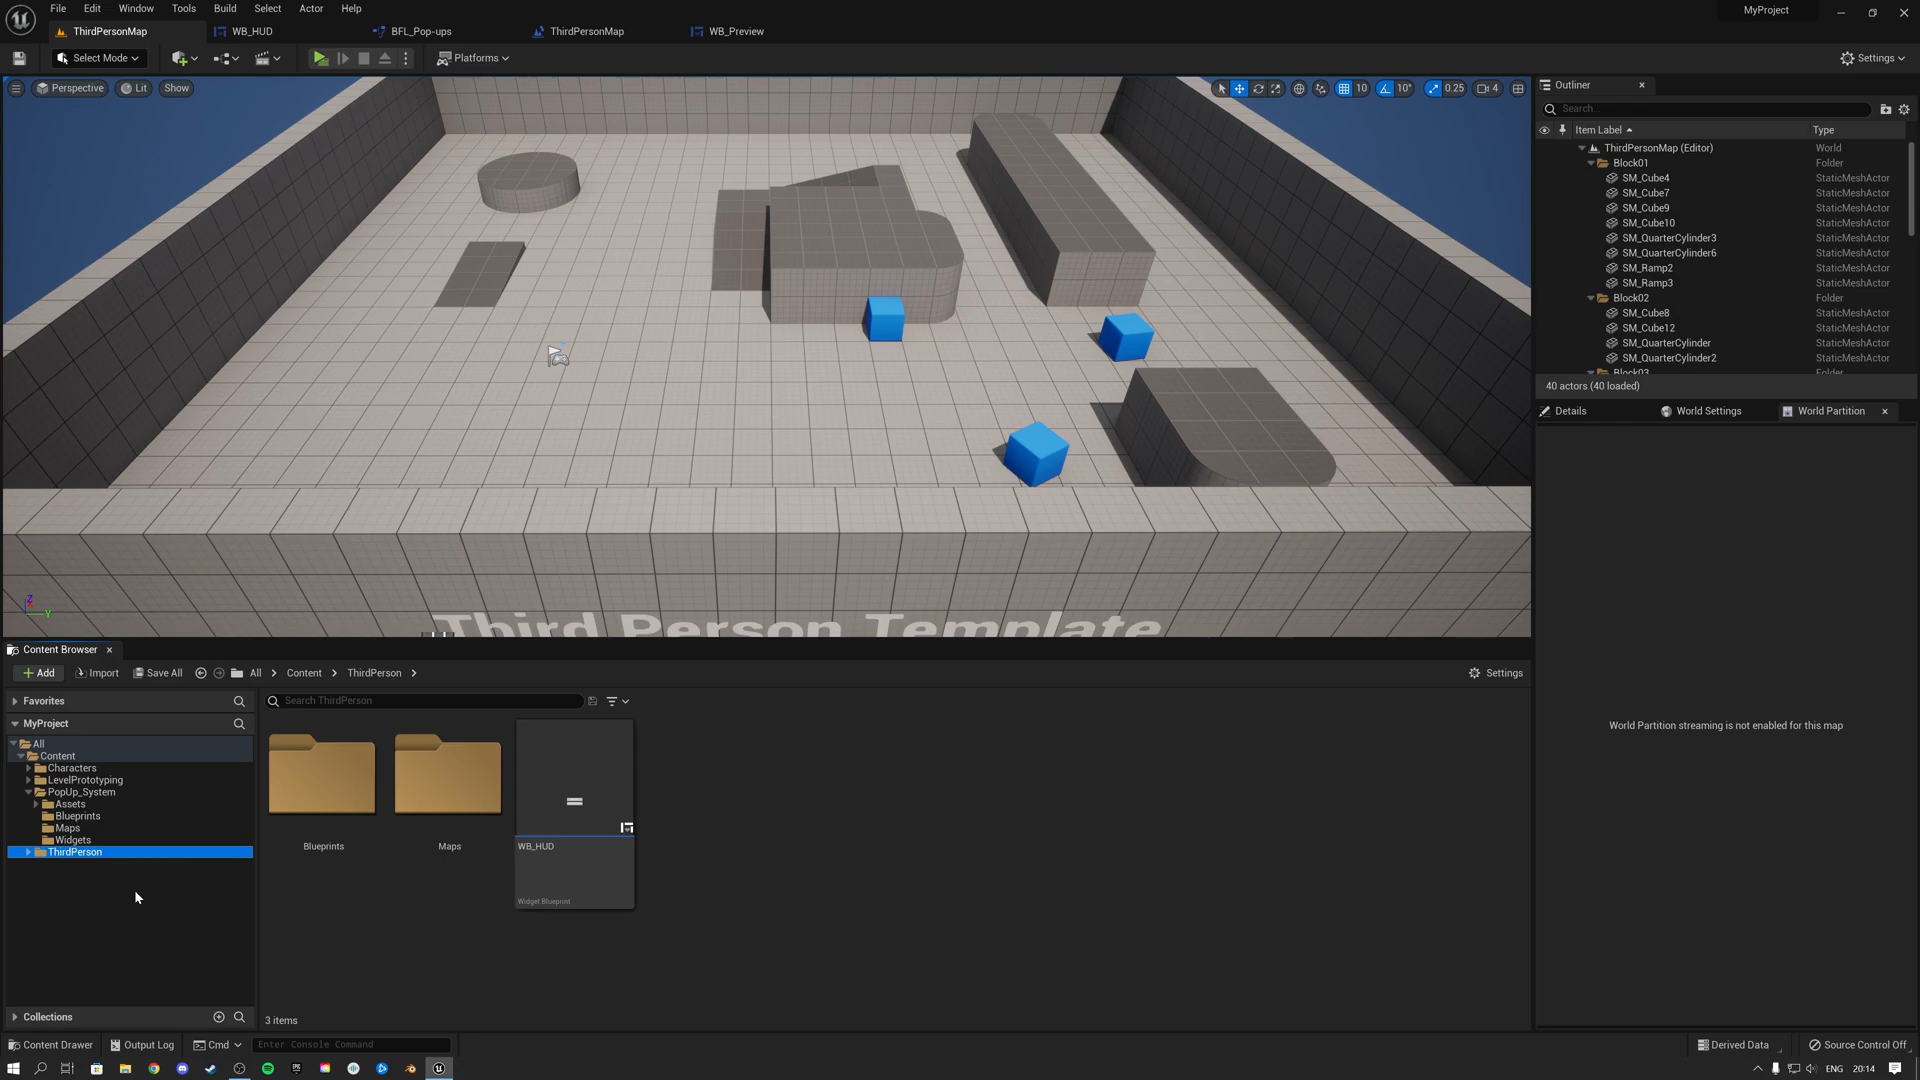 File Edit Window Tools Build Select Actor Help
MyProject
ThirdPersonMap WB_HUD BFL_Pop-ups ThirdPersonMap WB_Preview
Select Mode Platforms Settings
Perspective Lit Show 10 10° 0.25 4
Third Person Template
Outliner
Search...
Item Label Type
ThirdPersonMap (Editor) World
Block01 Folder
SM_Cube4 StaticMeshActor
SM_Cube7 StaticMeshActor
SM_Cube9 StaticMeshActor
SM_Cube10 StaticMeshActor
SM_QuarterCylinder3 StaticMeshActor
SM_QuarterCylinder6 StaticMeshActor
SM_Ramp2 StaticMeshActor
SM_Ramp3 StaticMeshActor
Block02 Folder
SM_Cube8 StaticMeshActor
SM_Cube12 StaticMeshActor
SM_QuarterCylinder StaticMeshActor
SM_QuarterCylinder2 StaticMeshActor
Block03 Folder
40 actors (40 loaded)
Details World Settings World Partition
World Partition streaming is not enabled for this map
Content Browser
Add Import Save All All Content ThirdPerson Settings
Favorites
MyProject
All
Content
Characters
LevelPrototyping
PopUp_System
Assets
Blueprints
Maps
Widgets
ThirdPerson
Collections
Search ThirdPerson
Blueprints Maps WB_HUD
Widget Blueprint
3 items
Content Drawer Output Log Cmd Enter Console Command Derived Data Source Control Off
ENG 20:14